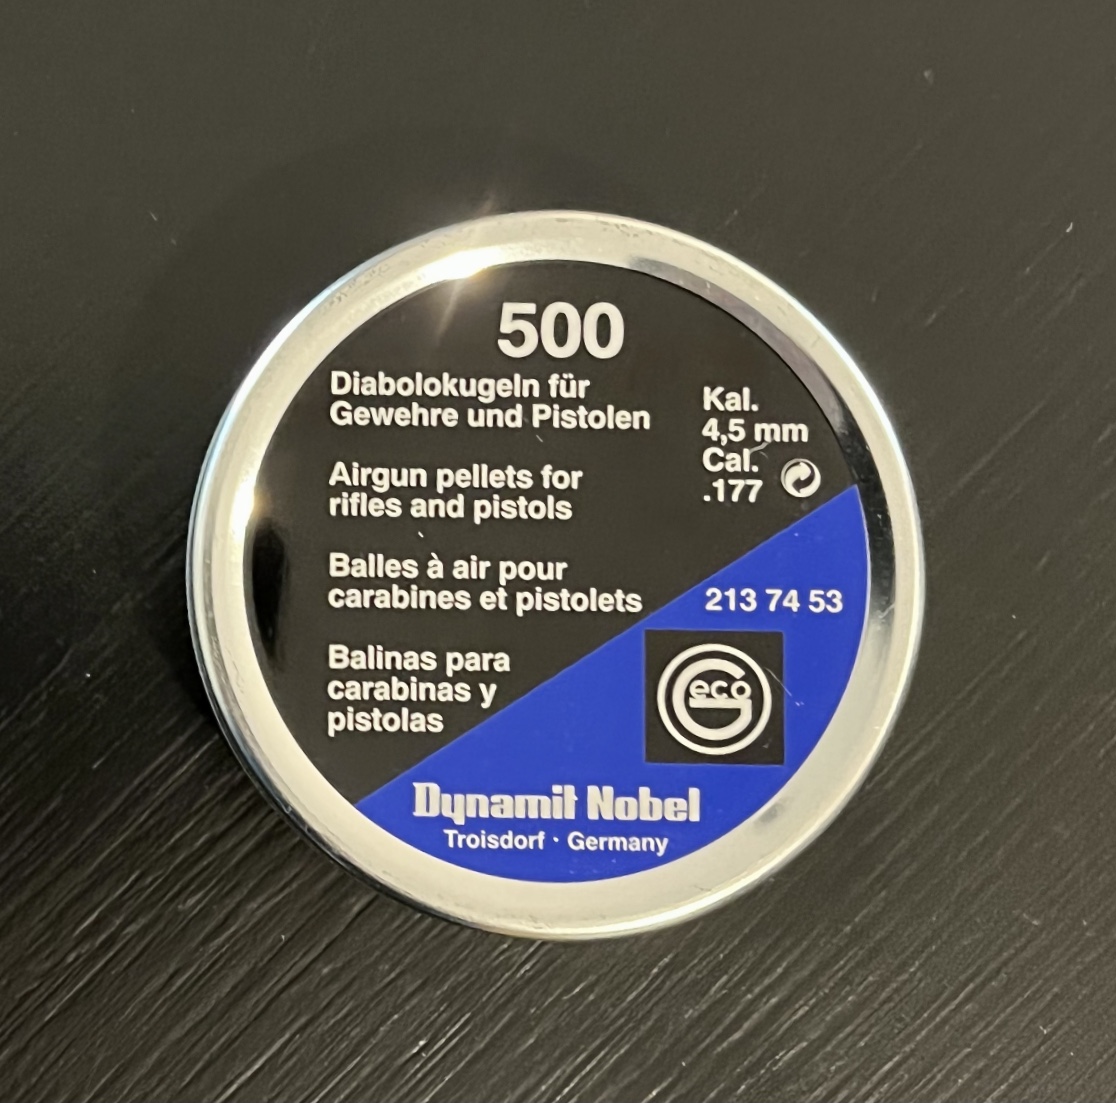 500
Diabolokugeln für
Gewehre und Pistolen
Kal.
4,5 mm
Cal.
.177
Airgun pellets for
rifles and pistols
Balles à air pour
carabines et pistolets
213 74 53
Balinas para
carabinas y
pistolas
Geco
Dynamit Nobel
Troisdorf · Germany